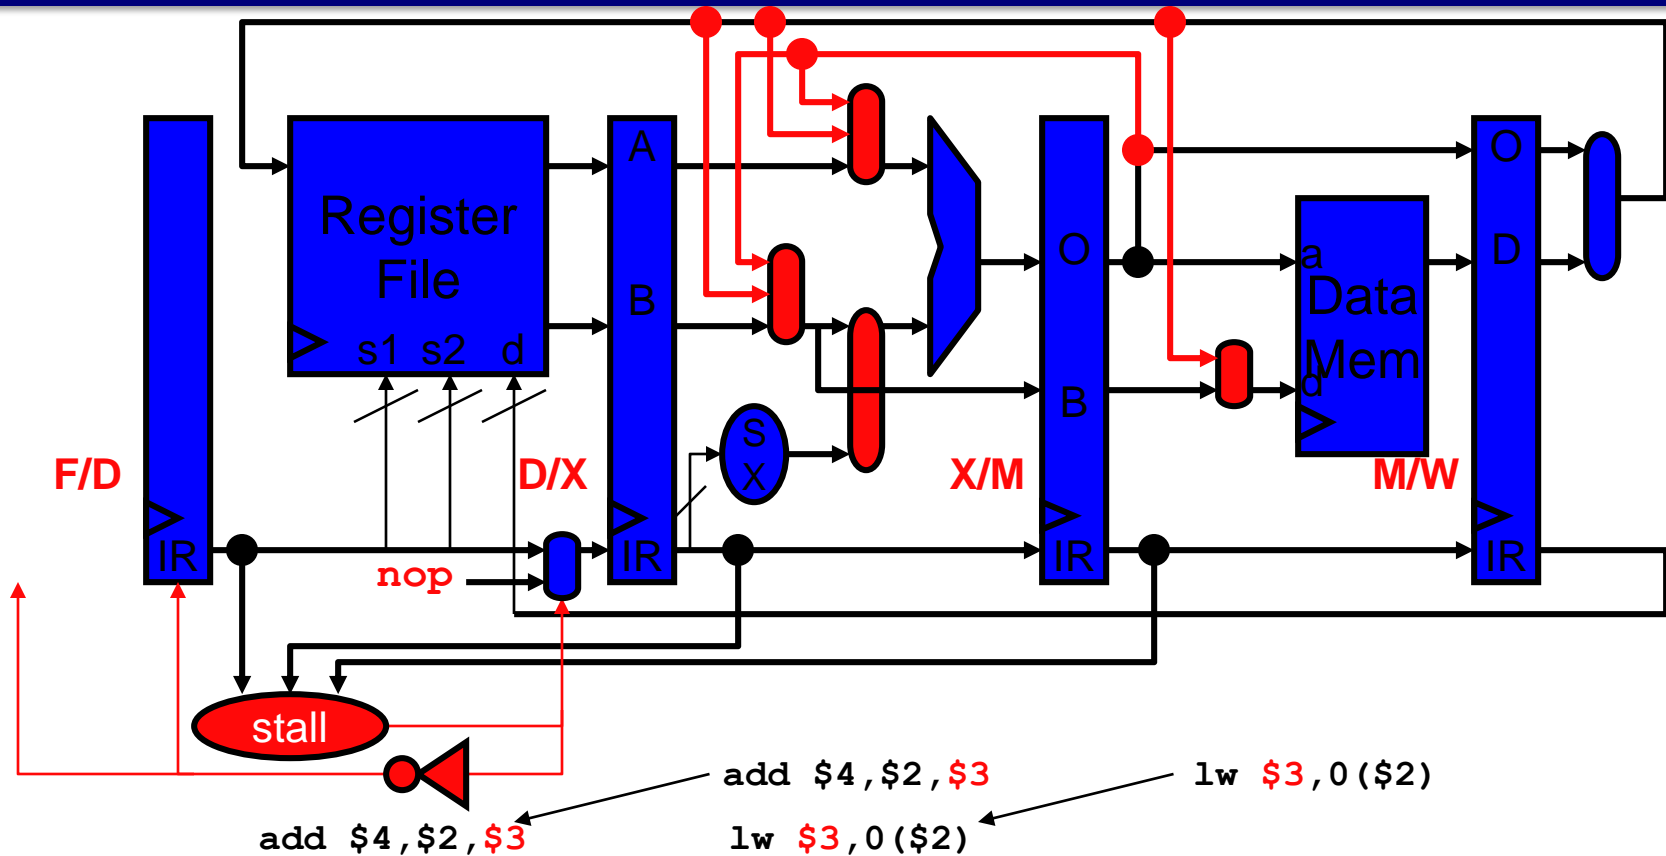 A
Register
File
B
O
a
Data
Mem
d
O
D
s1 s2 d
S
X
B
F/D
D/X
X/M
M/W
IR
nop
IR
IR
IR
stall
add $4,$2,$3
lw $3,0($2)
add $4,$2,$3
lw $3,0($2)